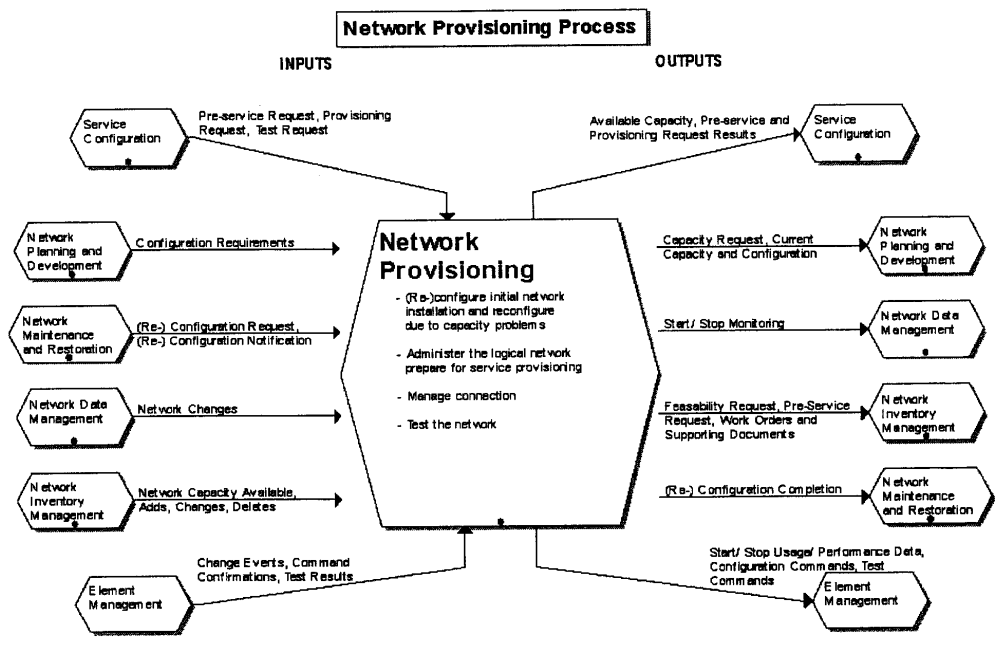 Network Provisioning Process
INPUTS
OUTPUTS
Service
Configuration
Pre-service Request, Provisioning
Request, Test Request
Available Capacity, Pre-service and
Provisioning Request Results
Service
Configuration
Network
Planning and
Development
Configuration Requirements
Network
Maintenance
and Restoration
(Re-) Configuration Request,
(Re-) Configuration Notification
Network Data
Management
Network Changes
Network
Inventory
Management
Network Capacity Available,
Adds, Changes, Deletes
Element
Management
Change Events, Command
Confirmations, Test Results
Network
Provisioning
- (Re-)configure initial network
installation and reconfigure
due to capacity problems
- Administer the logical network
prepare for service provisioning
- Manage connection
- Test the network
Capacity Request, Current
Capacity and Configuration
Network
Planning and
Development
Start/ Stop Monitoring
Network Data
Management
Feasability Request, Pre-Service
Request, Work Orders and
Supporting Documents
Network
Inventory
Management
(Re-) Configuration Completion
Network
Maintenance
and Restoration
Start/ Stop Usage/ Performance Data,
Configuration Commands, Test
Commands
Element
Management